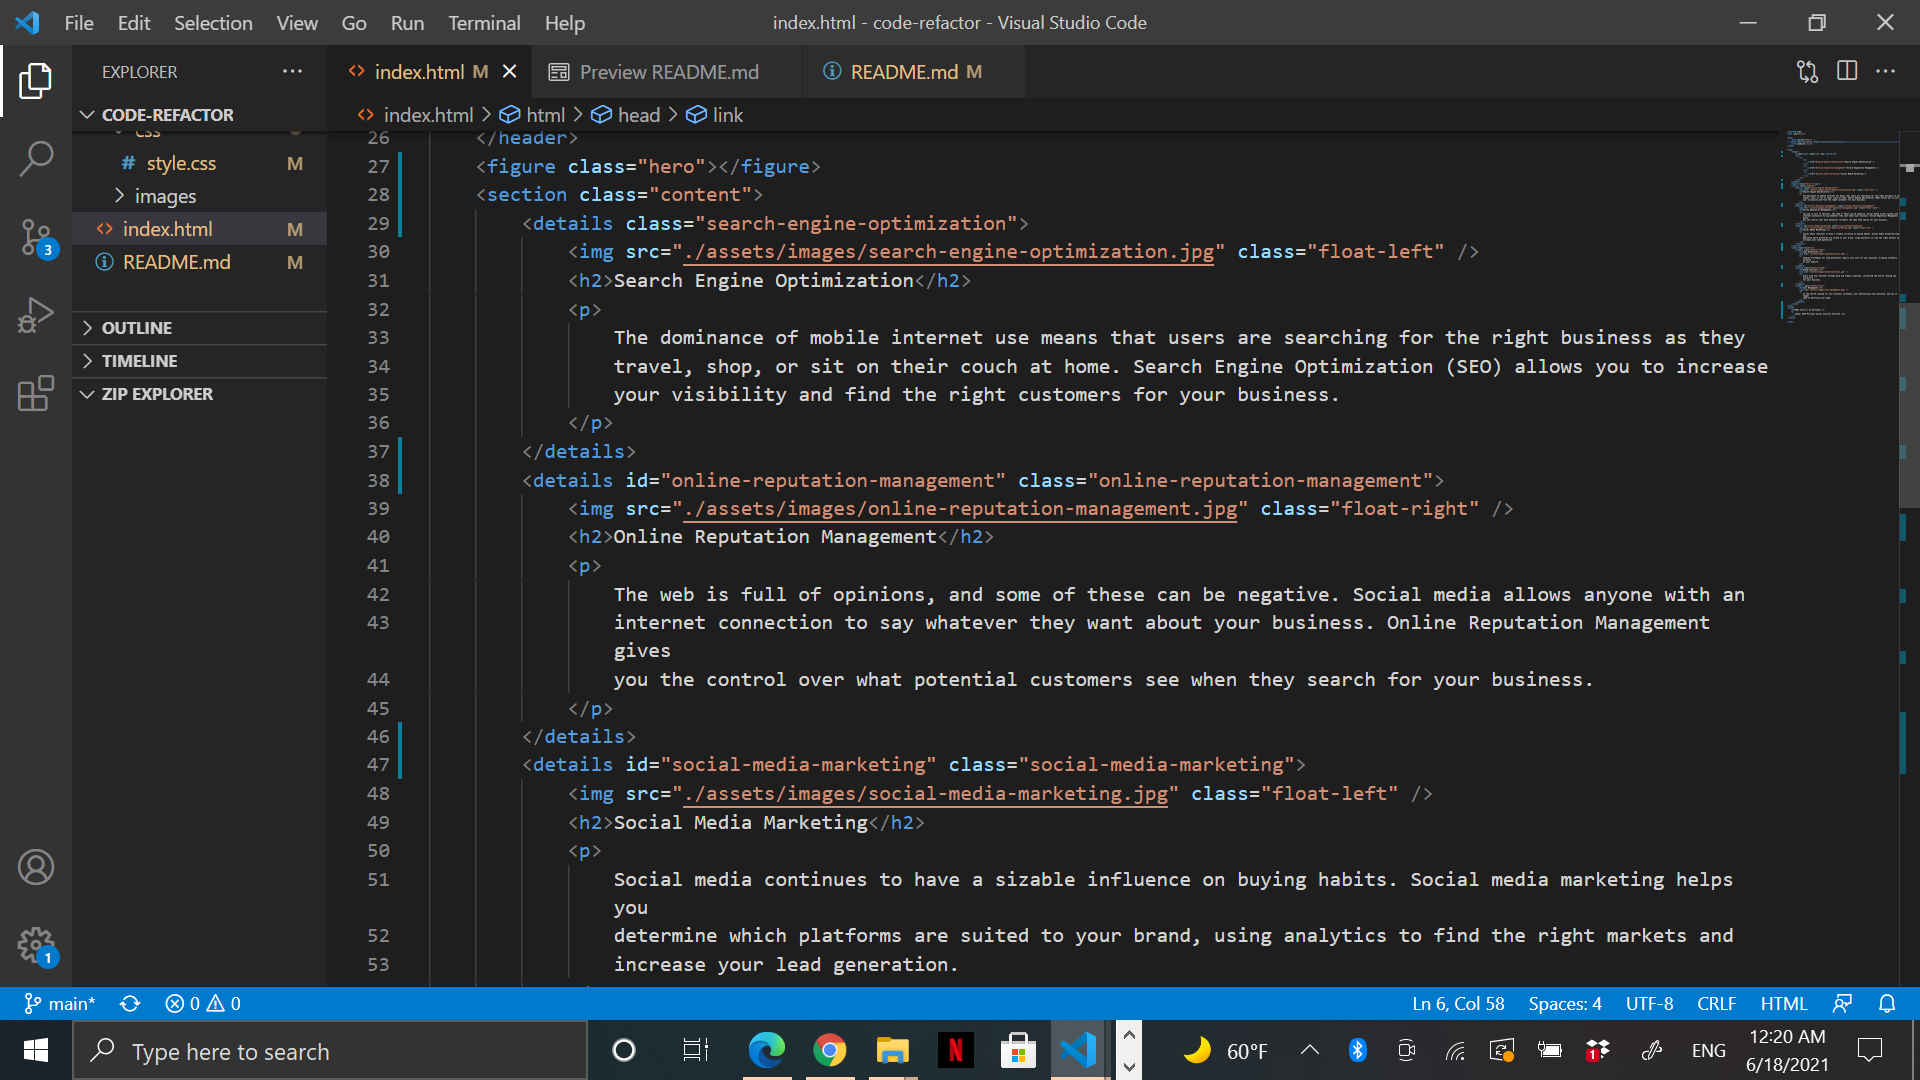 File Edit Selection View Go Run Terminal Help
index.html - code-refactor - Visual Studio Code
EXPLORER
index.html M
Preview README.md
README.md M
CODE-REFACTOR
index.html > html > head > link
css
# style.css M
images
index.html M
README.md M
OUTLINE
TIMELINE
ZIP EXPLORER
3
1
26 </header>
27 <figure class="hero"></figure>
28 <section class="content">
29 <details class="search-engine-optimization">
30 <img src="./assets/images/search-engine-optimization.jpg" class="float-left" />
31 <h2>Search Engine Optimization</h2>
32 <p>
33 The dominance of mobile internet use means that users are searching for the right business as they
34 travel, shop, or sit on their couch at home. Search Engine Optimization (SEO) allows you to increase
35 your visibility and find the right customers for your business.
36 </p>
37 </details>
38 <details id="online-reputation-management" class="online-reputation-management">
39 <img src="./assets/images/online-reputation-management.jpg" class="float-right" />
40 <h2>Online Reputation Management</h2>
41 <p>
42 The web is full of opinions, and some of these can be negative. Social media allows anyone with an
43 internet connection to say whatever they want about your business. Online Reputation Management
gives
44 you the control over what potential customers see when they search for your business.
45 </p>
46 </details>
47 <details id="social-media-marketing" class="social-media-marketing">
48 <img src="./assets/images/social-media-marketing.jpg" class="float-left" />
49 <h2>Social Media Marketing</h2>
50 <p>
51 Social media continues to have a sizable influence on buying habits. Social media marketing helps
you
52 determine which platforms are suited to your brand, using analytics to find the right markets and
53 increase your lead generation.
main* 0 0
Ln 6, Col 58 Spaces: 4 UTF-8 CRLF HTML
Type here to search
N
60°F
1
ENG
12:20 AM
6/18/2021